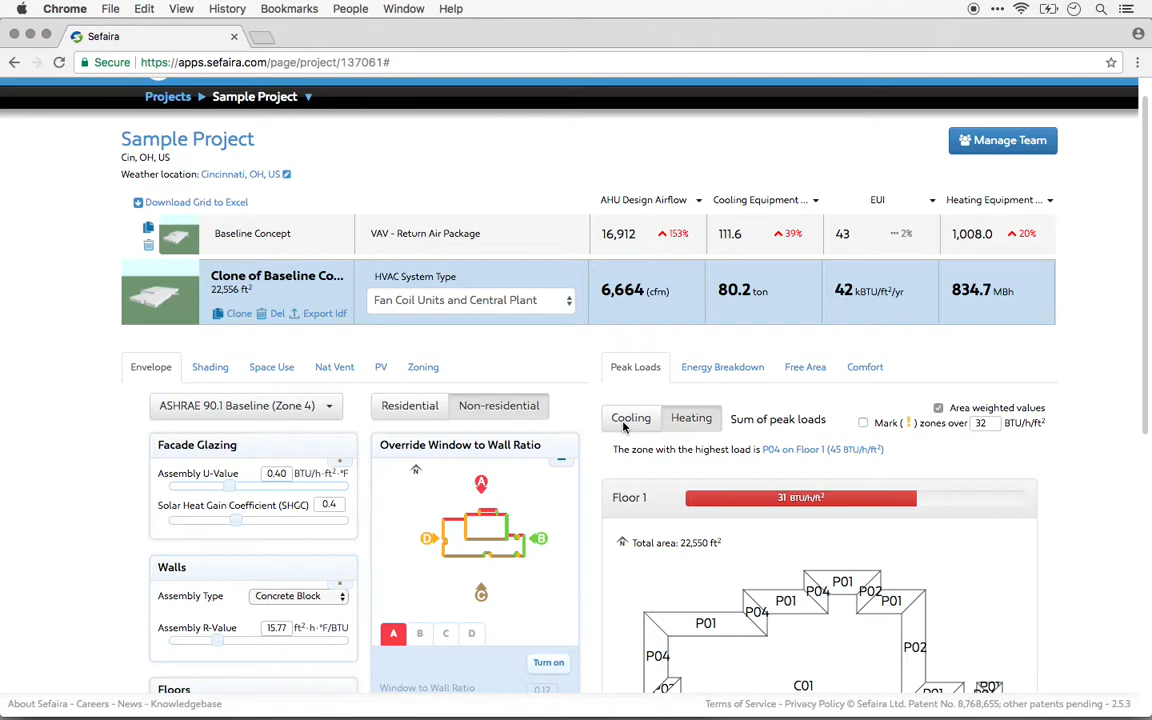 Chrome File Edit View History Bookmarks People Window Help
Sefaira
Secure https://apps.sefaira.com/page/project/137061#
Projects Sample Project
Sample Project
Manage Team
Cin, OH, US
Weather location: Cincinnati, OH, US
Download Grid to Excel
AHU Design Airflow Cooling Equipment ... EUI Heating Equipment ...
Baseline Concept VAV - Return Air Package 16,912 153% 111.6 39% 43 2% 1,008.0 20%
Clone of Baseline Co... HVAC System Type
22,556 ft² Fan Coil Units and Central Plant 6,664 (cfm) 80.2 ton 42 kBTU/ft²/yr 834.7 MBh
Clone Del Export Idf
Envelope Shading Space Use Nat Vent PV Zoning
Peak Loads Energy Breakdown Free Area Comfort
ASHRAE 90.1 Baseline (Zone 4) Residential Non-residential
Cooling Heating Sum of peak loads Area weighted values
Mark ( ! ) zones over 32 BTU/h/ft²
The zone with the highest load is P04 on Floor 1 (45 BTU/h/ft²)
Facade Glazing
Assembly U-Value 0.40 BTU/h·ft²·°F
Solar Heat Gain Coefficient (SHGC) 0.4
Override Window to Wall Ratio
N
A
D B
C
A B C D
Turn on
Window to Wall Ratio 0.12
Walls
Assembly Type Concrete Block
Assembly R-Value 15.77 ft²·h·°F/BTU
Floors
Floor 1 31 BTU/h/ft²
N Total area: 22,550 ft²
P01
P04 P02
P01 P01
P04
P01
P02
P04
C01
P01
About Sefaira - Careers - News - Knowledgebase
Terms of Service - Privacy Policy © Sefaira Ltd. Patent No. 8,768,655; other patents pending - 2.5.3